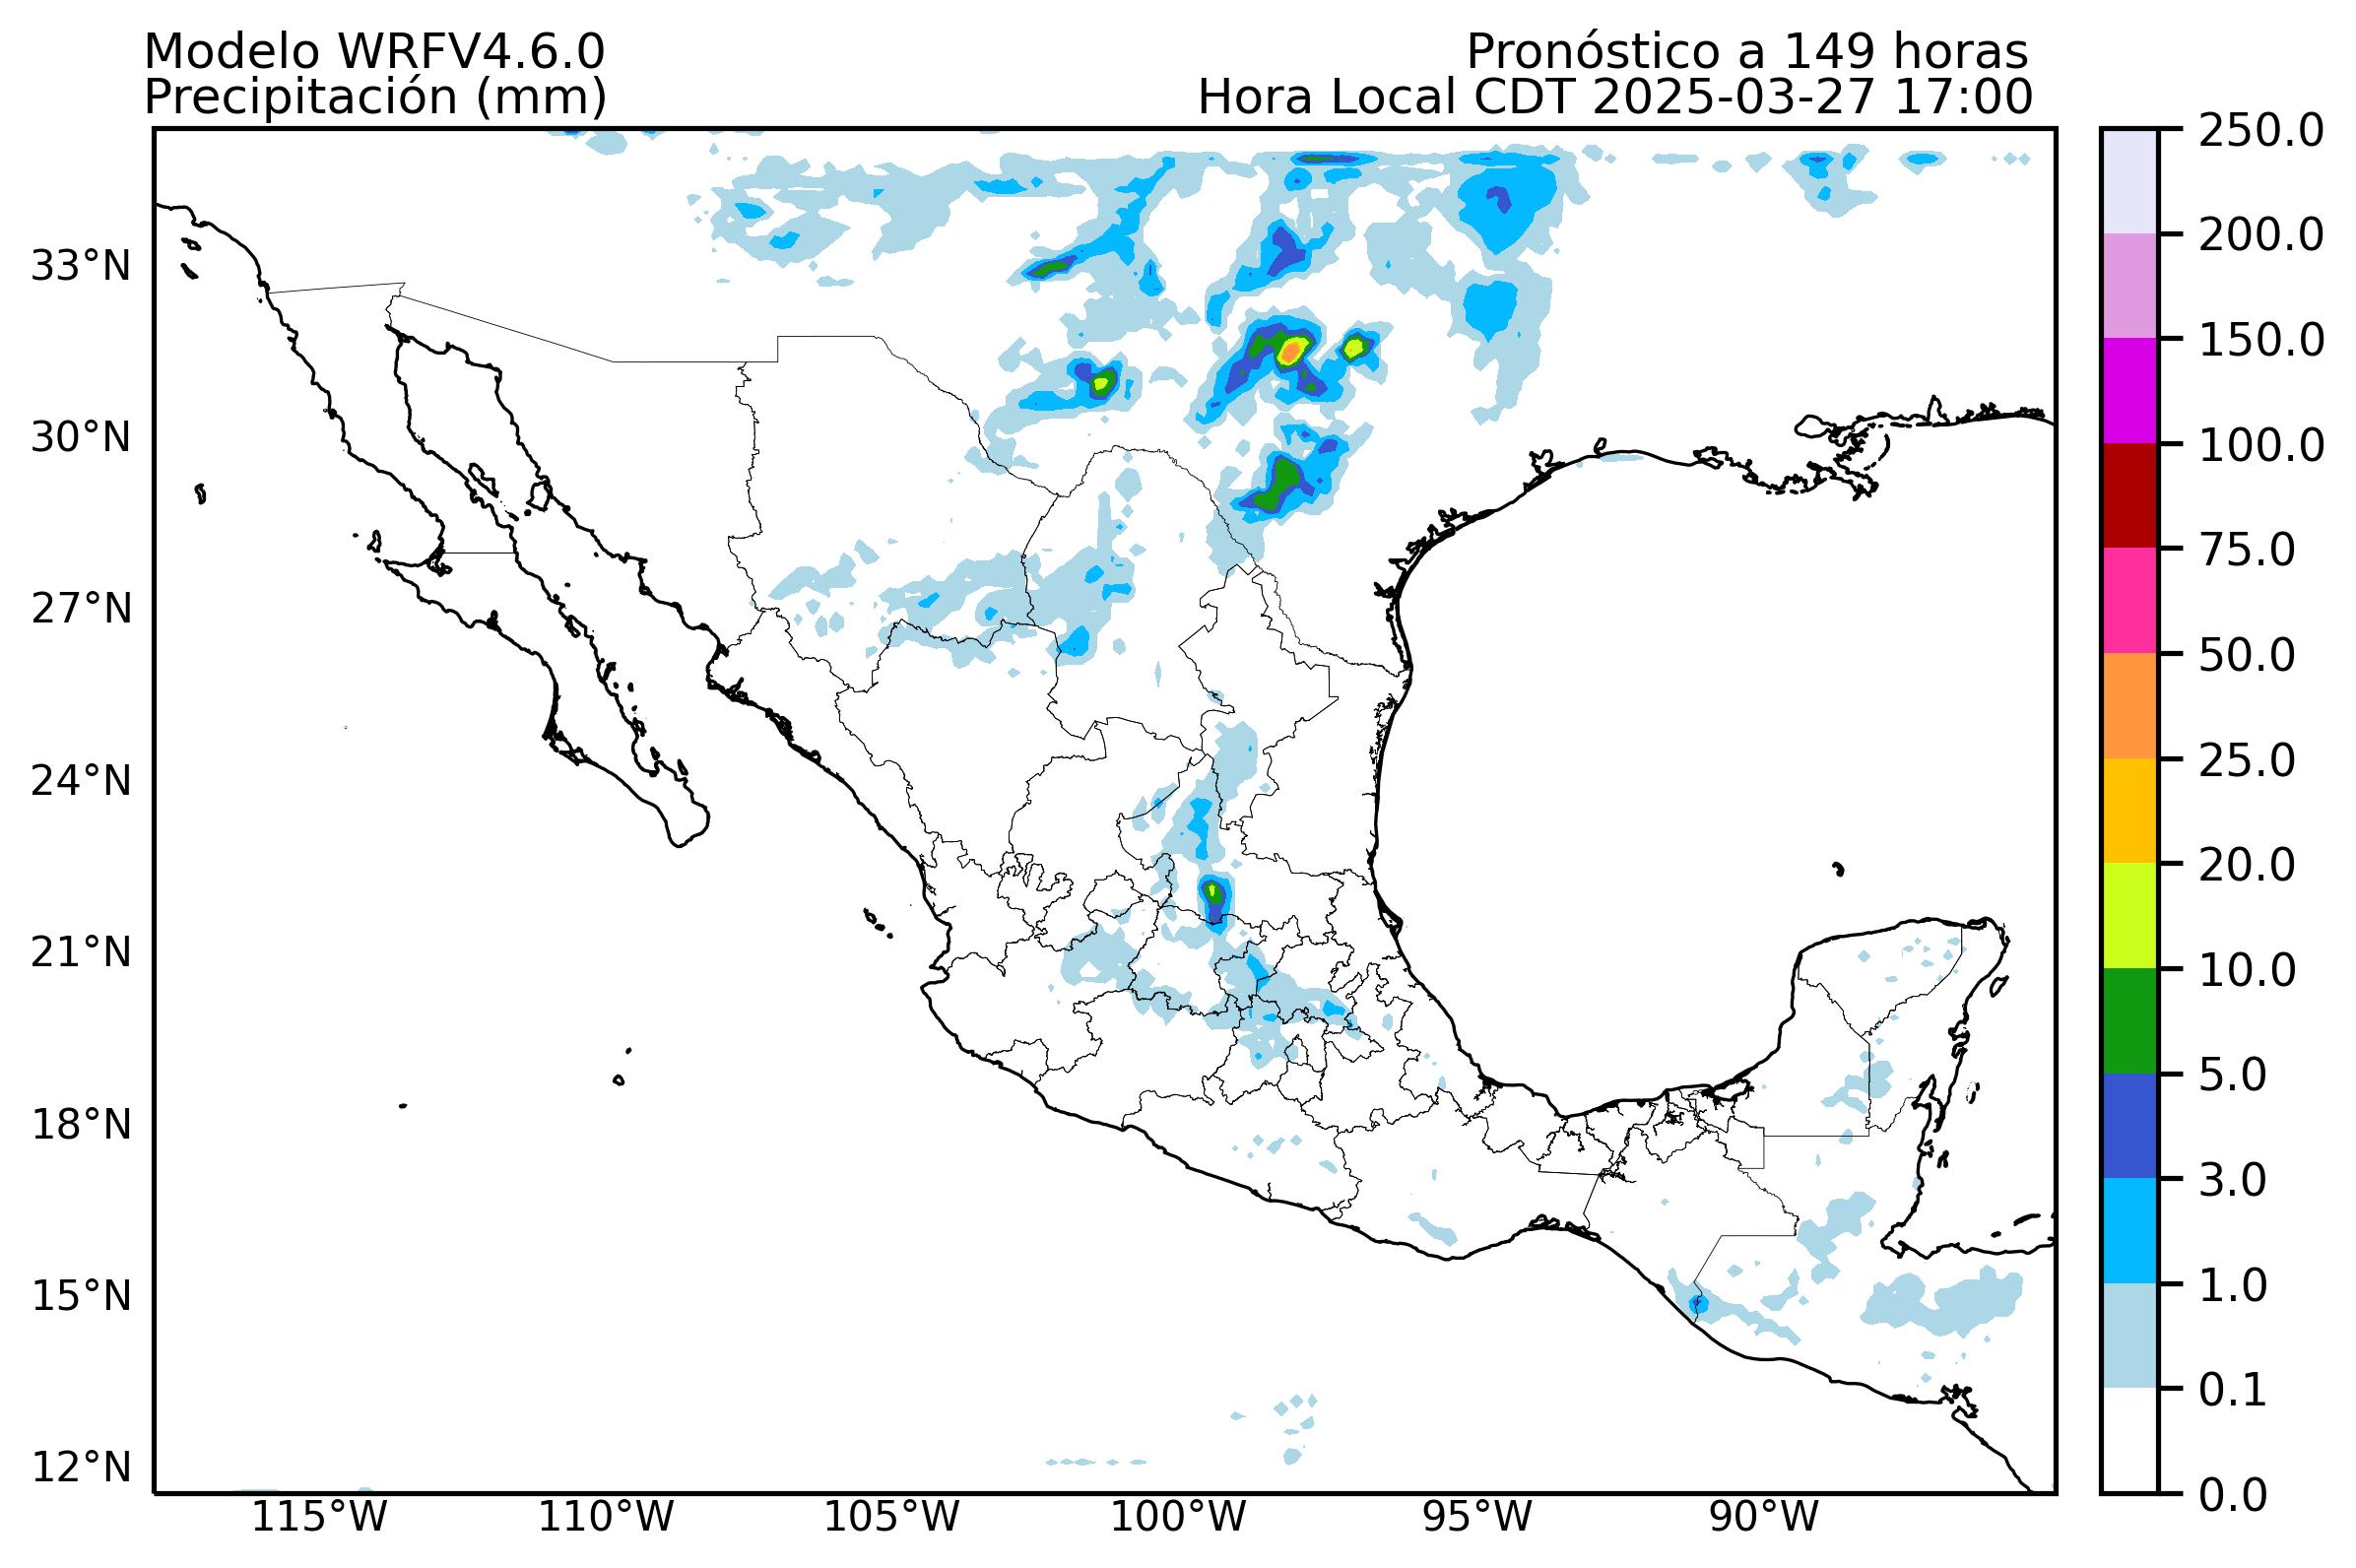 Modelo WRFV4.6.0
Precipitación (mm)
Pronóstico a 149 horas
Hora Local CDT 2025-03-27 17:00
33°N
30°N
27°N
24°N
21°N
18°N
15°N
12°N
115°W
110°W
105°W
100°W
95°W
90°W
250.0
200.0
150.0
100.0
75.0
50.0
25.0
20.0
10.0
5.0
3.0
1.0
0.1
0.0